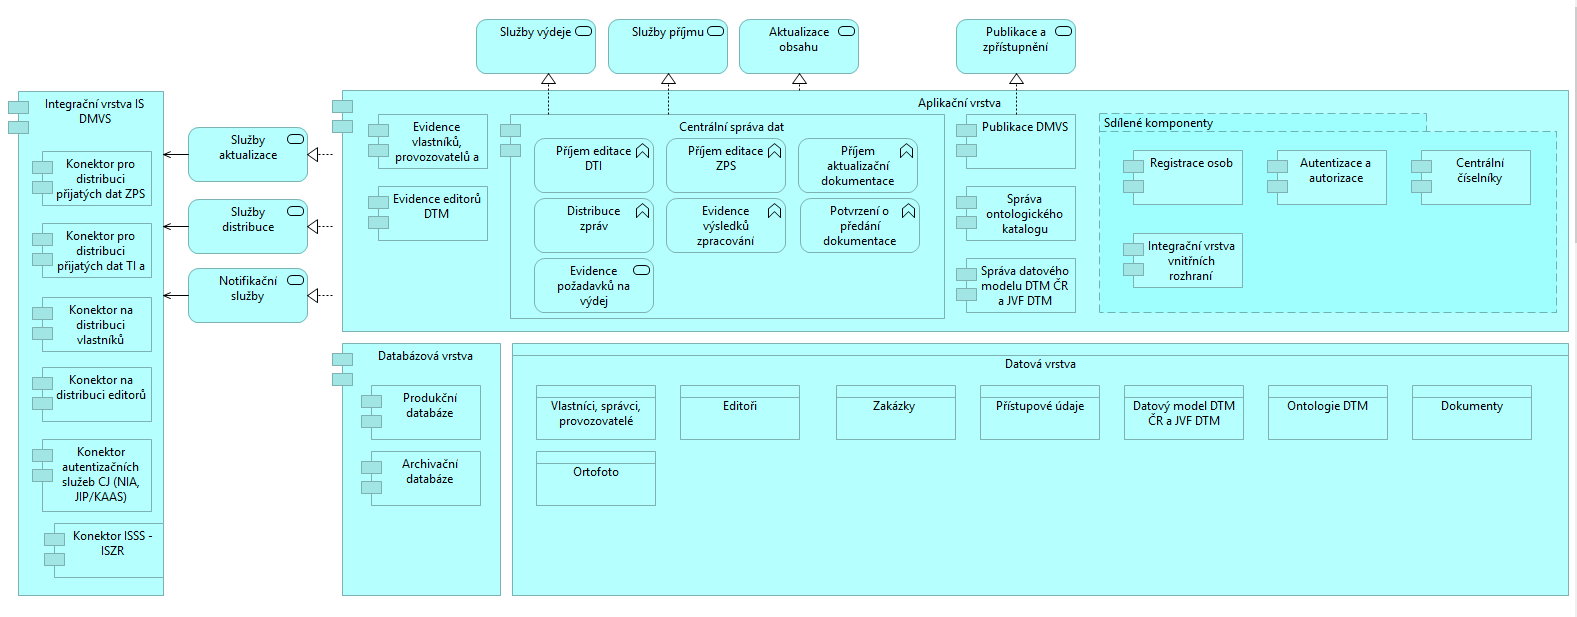 Služby výdeje
Služby příjmu
Aktualizace
obsahu
Publikace a
zpřístupnění
Integrační vrstva IS
DMVS
Konektor pro
distribuci
přijatých dat ZPS
Konektor pro
distribuci
přijatých dat TI a
Konektor na
distribuci
vlastníků
Konektor na
distribuci editorů
Konektor
autentizačních
služeb CJ (NIA,
JIP/KAAS)
Konektor ISSS -
ISZR
Služby
aktualizace
Služby
distribuce
Notifikační
služby
Aplikační vrstva
Evidence
vlastníků,
provozovatelů a
Evidence editorů
DTM
Centrální správa dat
Příjem editace
DTI
Příjem editace
ZPS
Příjem
aktualizační
dokumentace
Distribuce
zpráv
Evidence
výsledků
zpracování
Potvrzení o
předání
dokumentace
Evidence
požadavků na
výdej
Publikace DMVS
Správa
ontologického
katalogu
Správa datového
modelu DTM ČR
a JVF DTM
Sdílené komponenty
Registrace osob
Autentizace a
autorizace
Centrální
číselníky
Integrační vrstva
vnitřních
rozhraní
Databázová vrstva
Produkční
databáze
Archivační
databáze
Datová vrstva
Vlastníci, správci,
provozovatelé
Editoři
Zakázky
Přístupové údaje
Datový model DTM
ČR a JVF DTM
Ontologie DTM
Dokumenty
Ortofoto